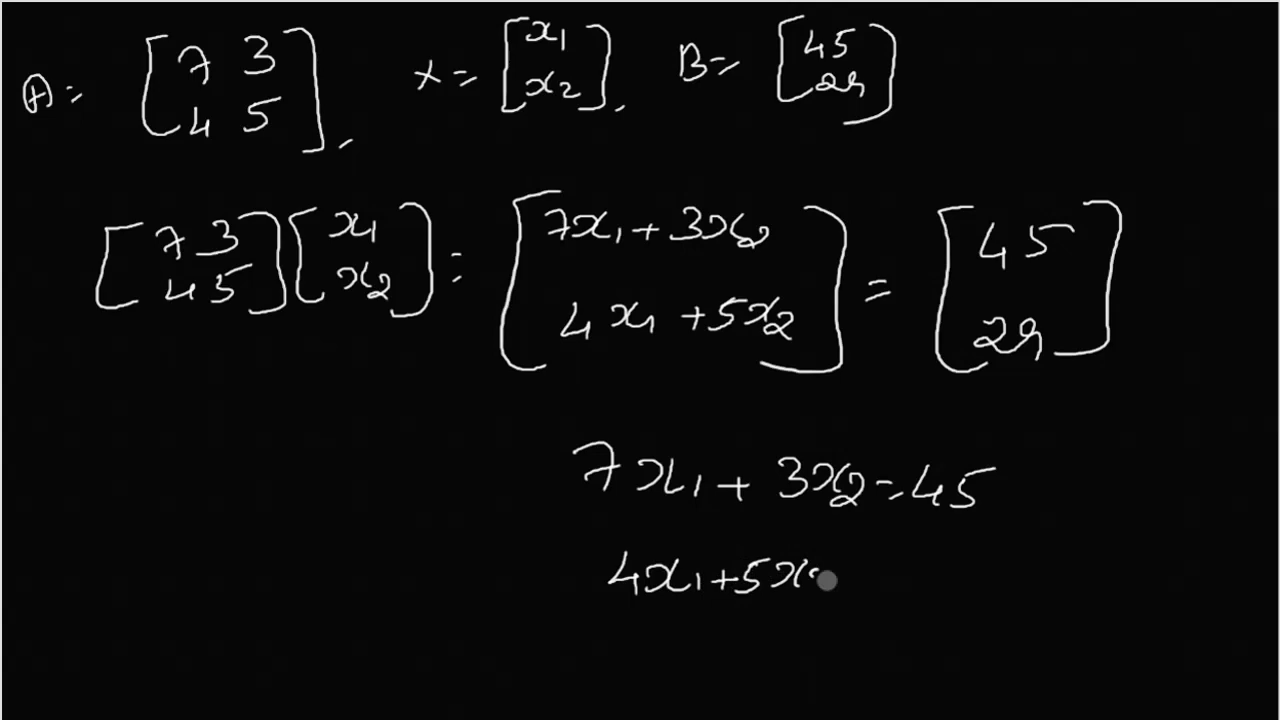 A = [7 3 4 5], X = [x1 x2], B = [45 29]
[7 3 4 5] [x1 x2] = [7x1 + 3x2 4x1 + 5x2] = [45 29]
7x1 + 3x2 = 45
4x1 + 5x